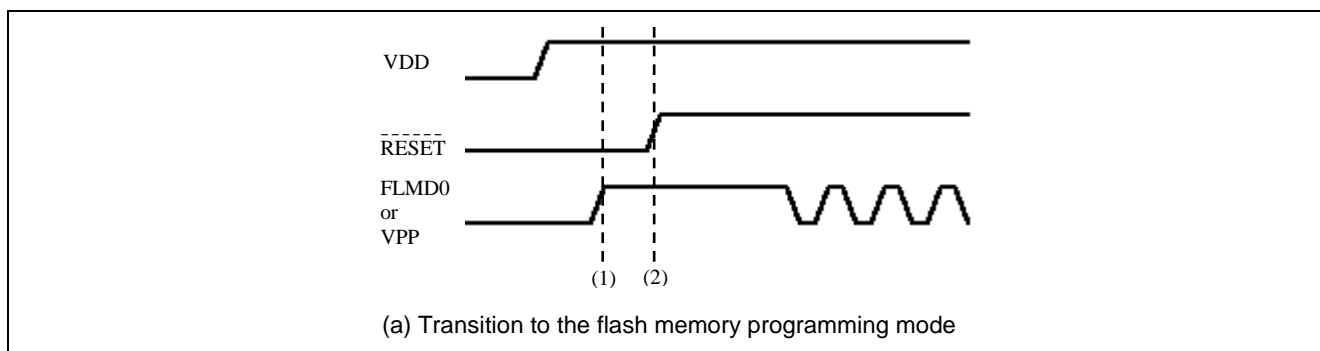 VDD
RESET
FLMD0
or
VPP
(1) (2)
(a) Transition to the flash memory programming mode